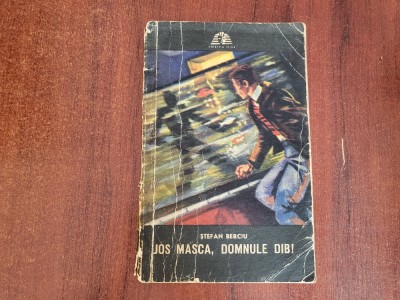 ȘTEFAN BERCIU
JOS MASCA, DOMNULE DIB!